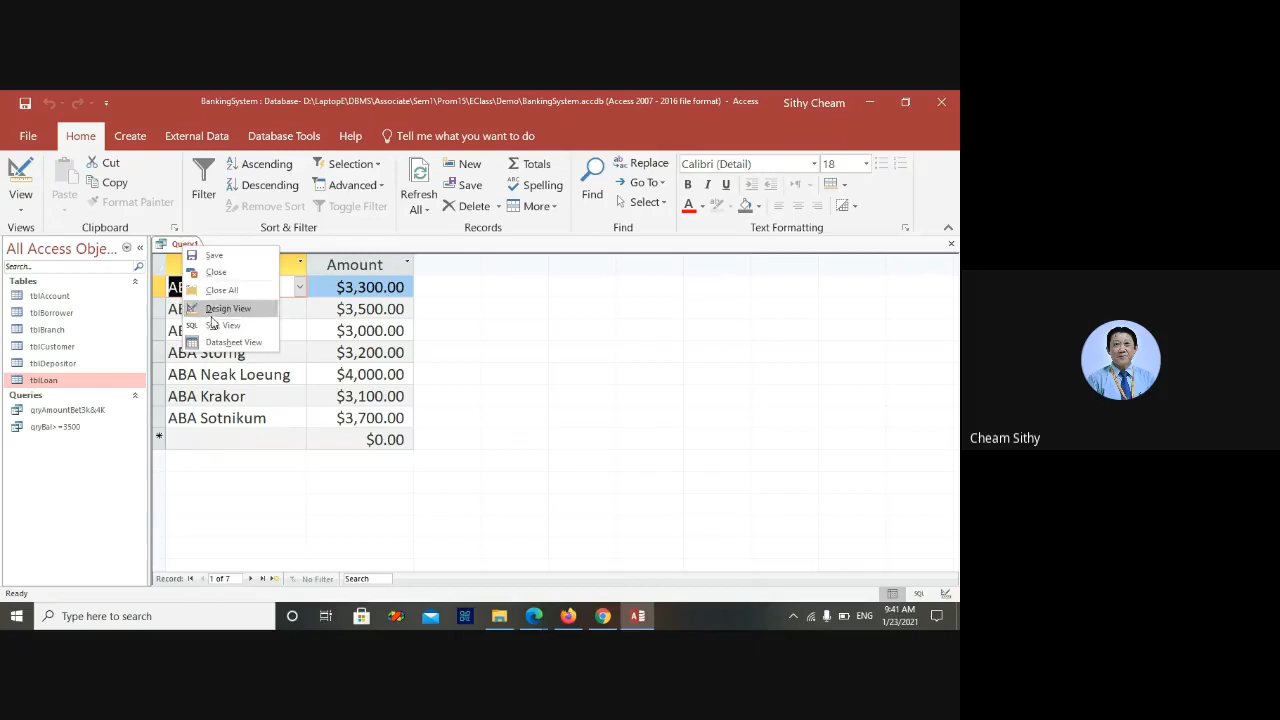 BankingSystem : Database- D:\LaptopE\DBMS\Associate\Sem1\Prom15\EClass\Demo\BankingSystem.accdb (Access 2007 - 2016 file format) - Access
Sithy Cheam
File Home Create External Data Database Tools Help Tell me what you want to do
View
Views
Paste
Cut
Copy
Format Painter
Clipboard
Filter
Ascending
Descending
Remove Sort
Selection
Advanced
Toggle Filter
Sort & Filter
Refresh
All
New
Save
Delete
Totals
Spelling
More
Records
Find
Replace
Go To
Select
Find
Calibri (Detail) 18
B I U
A
Text Formatting
All Access Obje...
Search...
Tables
tblAccount
tblBorrower
tblBranch
tblCustomer
tblDepositor
tblLoan
Queries
qryAmountBet3k&4K
qryBal>=3500
Query1
Save
Close
Close All
Design View
SQL View
Datasheet View
Amount
$3,300.00
$3,500.00
$3,000.00
ABA Storng $3,200.00
ABA Neak Loeung $4,000.00
ABA Krakor $3,100.00
ABA Sotnikum $3,700.00
* $0.00
Record: 1 of 7 No Filter Search
Ready
SQL
Type here to search
ENG
9:41 AM
1/23/2021
Cheam Sithy